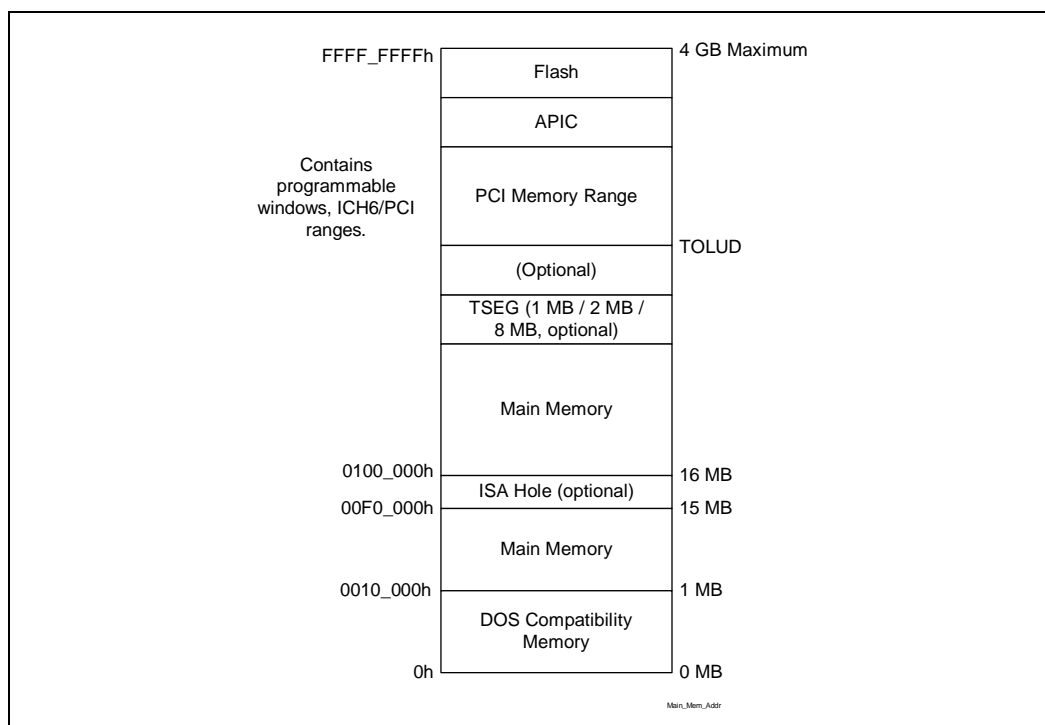 FFFF_FFFFh
4 GB Maximum
Flash
APIC
Contains
programmable
windows, ICH6/PCI
ranges.
PCI Memory Range
TOLUD
(Optional)
TSEG (1 MB / 2 MB /
8 MB, optional)
Main Memory
0100_000h
16 MB
ISA Hole (optional)
00F0_000h
15 MB
Main Memory
0010_000h
1 MB
DOS Compatibility
Memory
0h
0 MB
Main_Mem_Addr